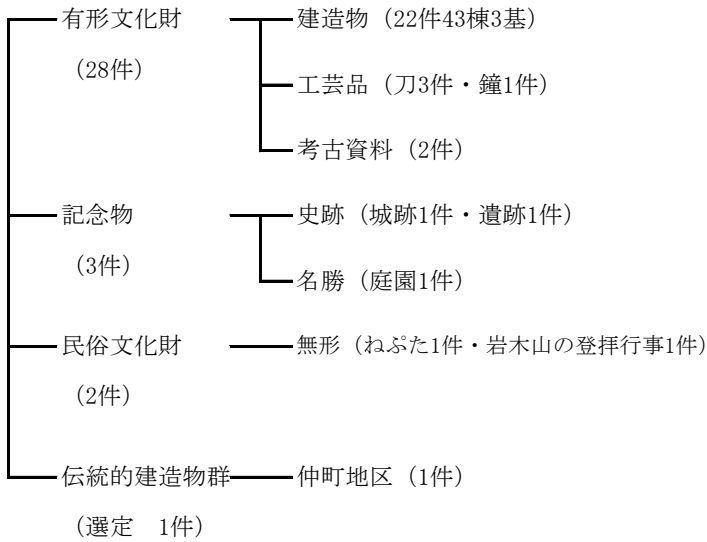 有形文化財 建造物（22件43棟3基）
（28件）
工芸品（刀3件・鐘1件）
考古資料（2件）
記念物 史跡（城跡1件・遺跡1件）
（3件）
名勝（庭園1件）
民俗文化財 無形（ねぷた1件・岩木山の登拝行事1件）
（2件）
伝統的建造物群 仲町地区（1件）
（選定　1件）